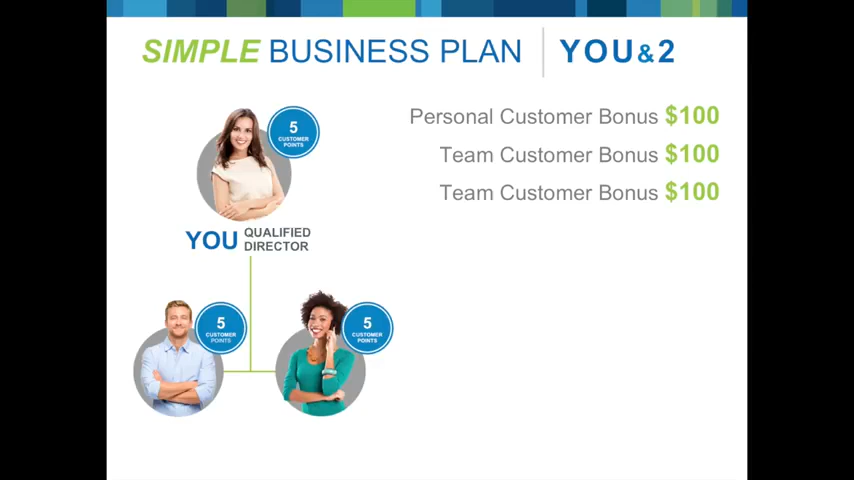 SIMPLE BUSINESS PLAN | YOU & 2
5
CUSTOMER
POINTS
Personal Customer Bonus $100
Team Customer Bonus $100
Team Customer Bonus $100
YOU QUALIFIED
DIRECTOR
5
CUSTOMER
POINTS
5
CUSTOMER
POINTS